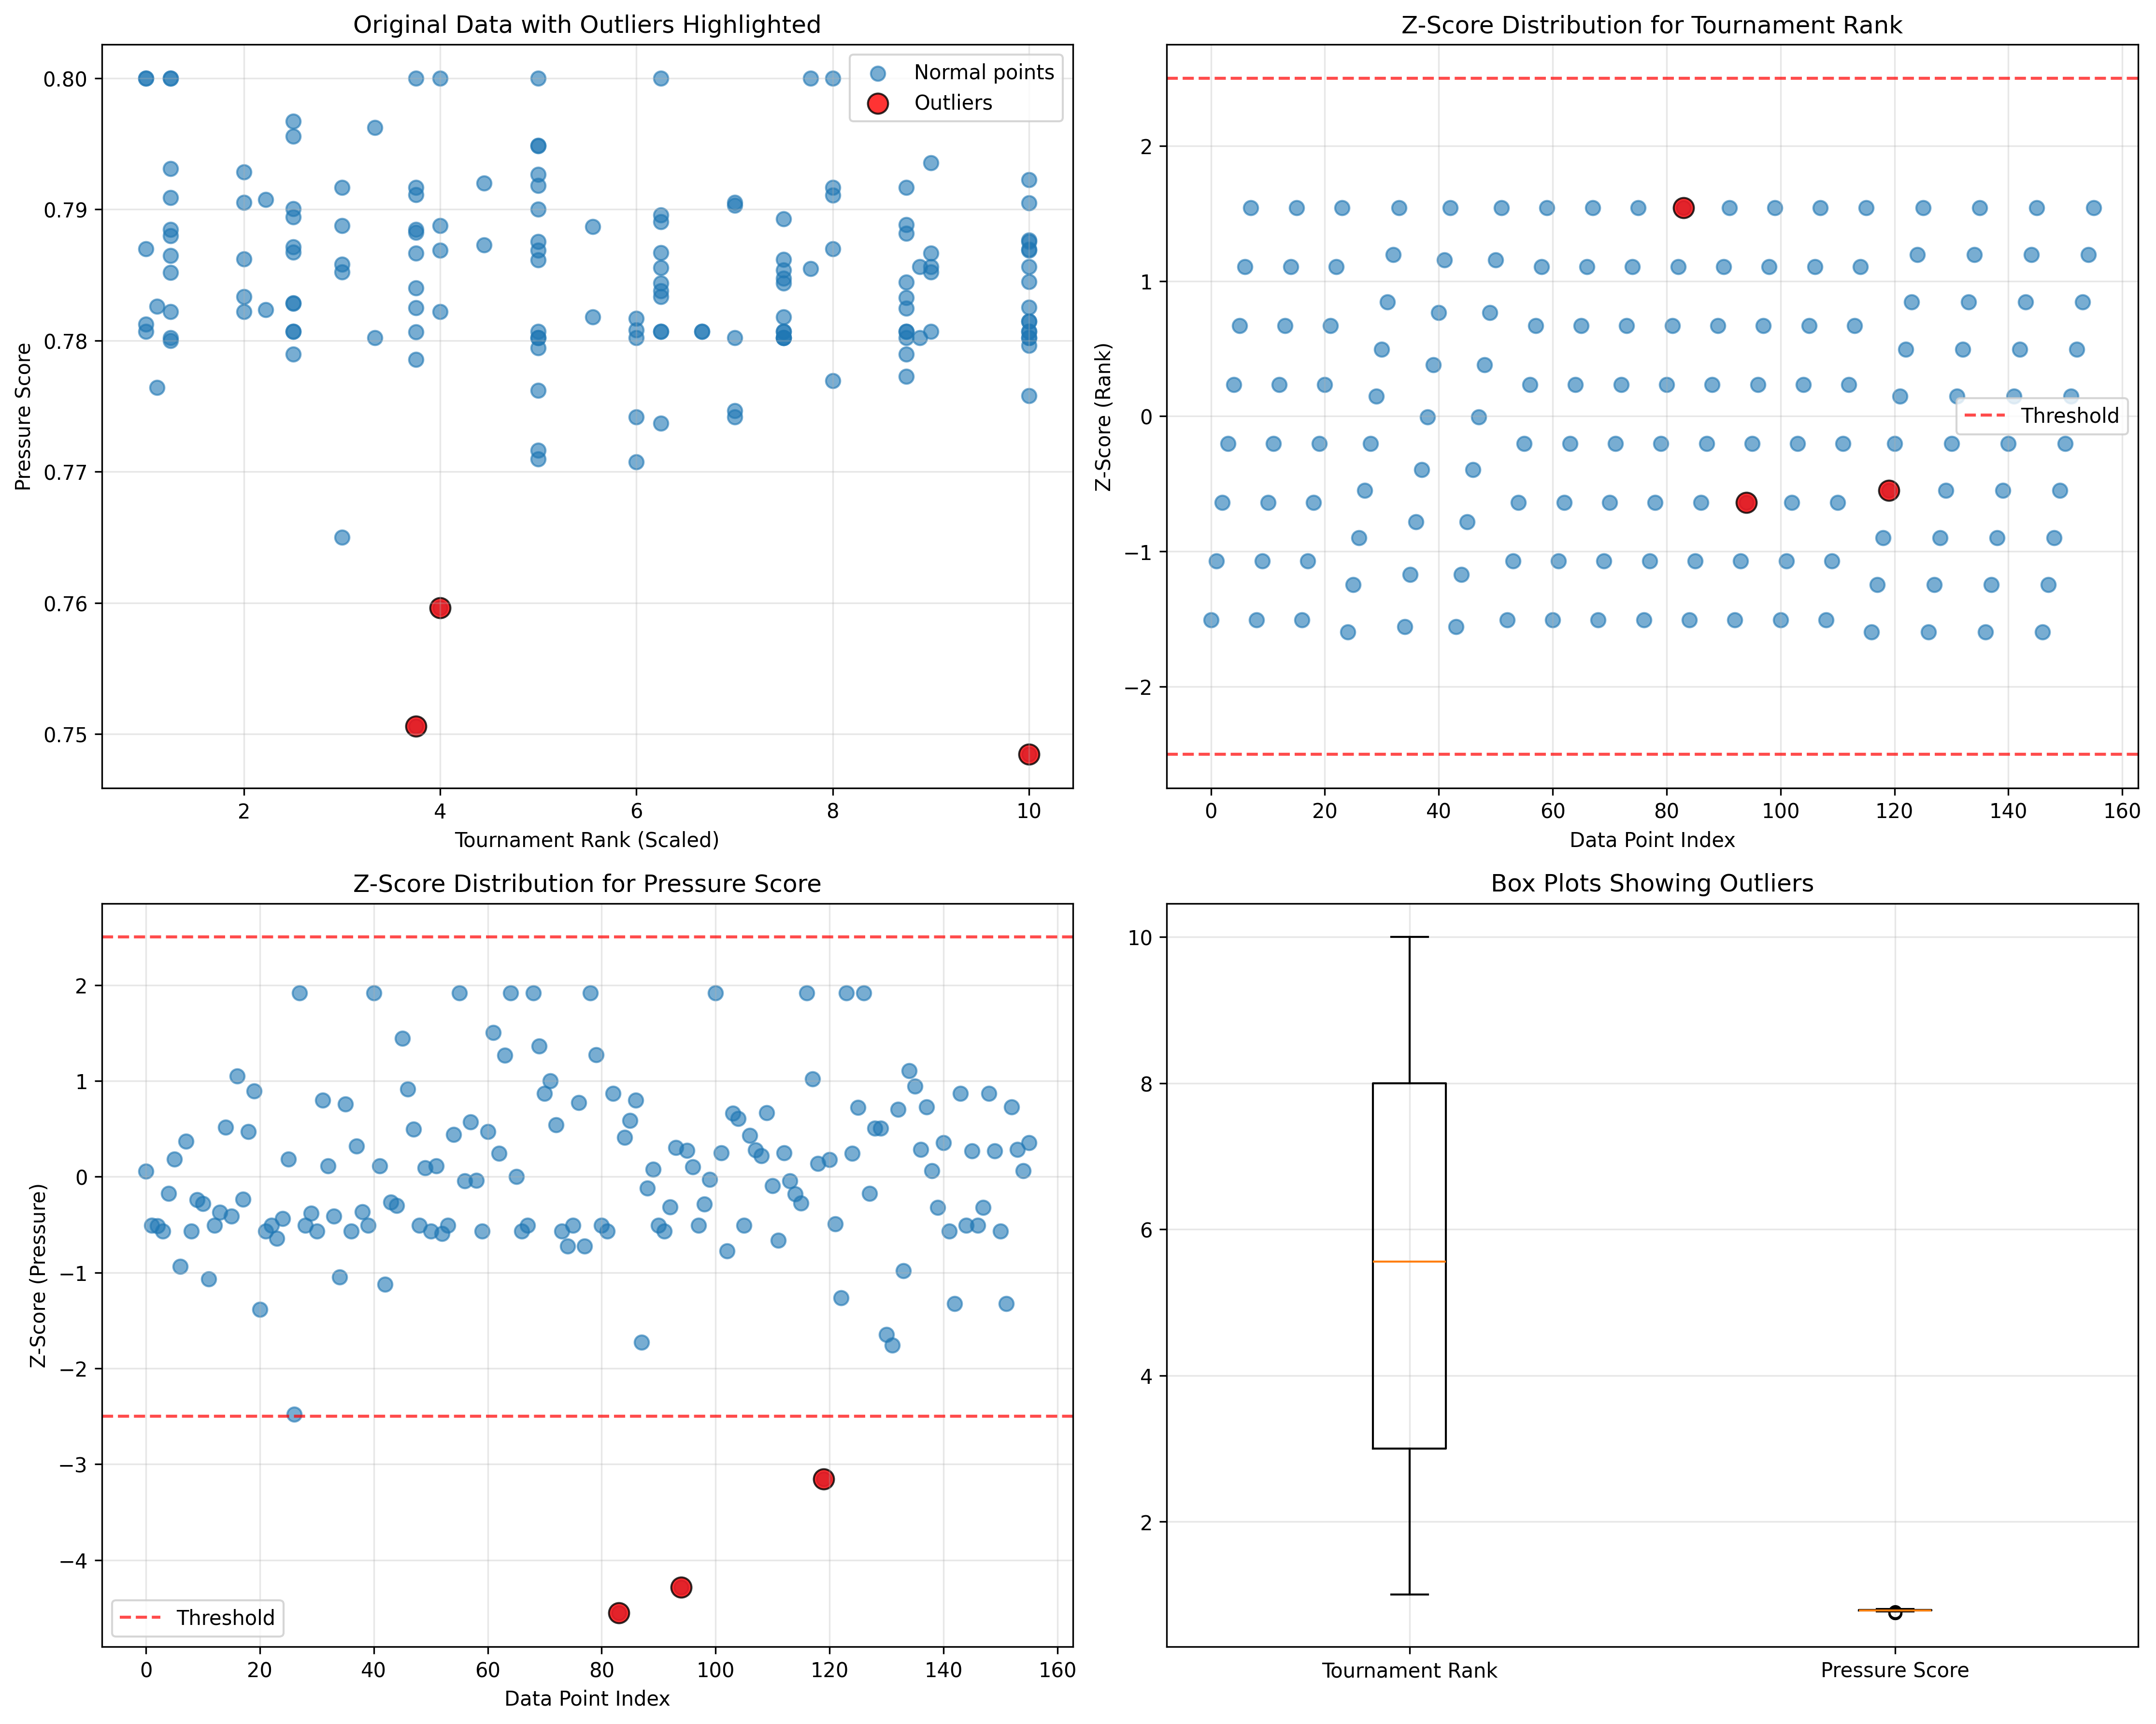 Original Data with Outliers Highlighted
Normal points
Outliers
0.80
0.79
0.78
0.77
0.76
0.75
Pressure Score
2 4 6 8 10
Tournament Rank (Scaled)
Z-Score Distribution for Tournament Rank
2
1
0
−1
−2
Z-Score (Rank)
Threshold
0 20 40 60 80 100 120 140 160
Data Point Index
Z-Score Distribution for Pressure Score
2
1
0
−1
−2
−3
−4
Z-Score (Pressure)
Threshold
0 20 40 60 80 100 120 140 160
Data Point Index
Box Plots Showing Outliers
10
8
6
4
2
Tournament Rank Pressure Score